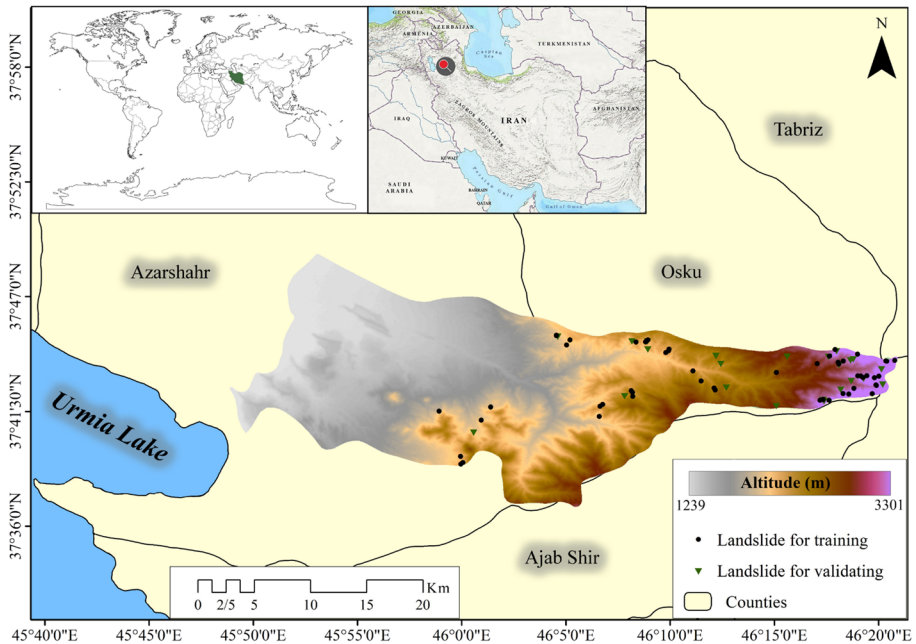 GEORGIA
ARMENIA
AZERBAIJAN
Caspian
Sea
TURKMENISTAN
ZAGROS MOUNTAINS
IRAN
AFGHANISTAN
IRAQ
KUWAIT
Persian Gulf
SAUDI
ARABIA
BAHRAIN
QATAR
Gulf of Oman
N
Tabriz
Azarshahr
Osku
Urmia Lake
Ajab Shir
37°58'0"N
37°52'30"N
37°47'0"N
37°41'30"N
37°36'0"N
Altitude (m)
1239
3301
Landslide for training
Landslide for validating
Counties
Km
0
2/5
5
10
15
20
45°40'0"E
45°45'0"E
45°50'0"E
45°55'0"E
46°0'0"E
46°5'0"E
46°10'0"E
46°15'0"E
46°20'0"E